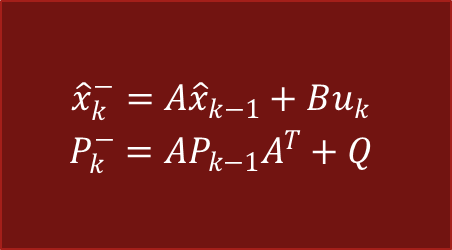 x̂ₖ⁻ = Ax̂ₖ₋₁ + Buₖ
Pₖ⁻ = APₖ₋₁Aᵀ + Q